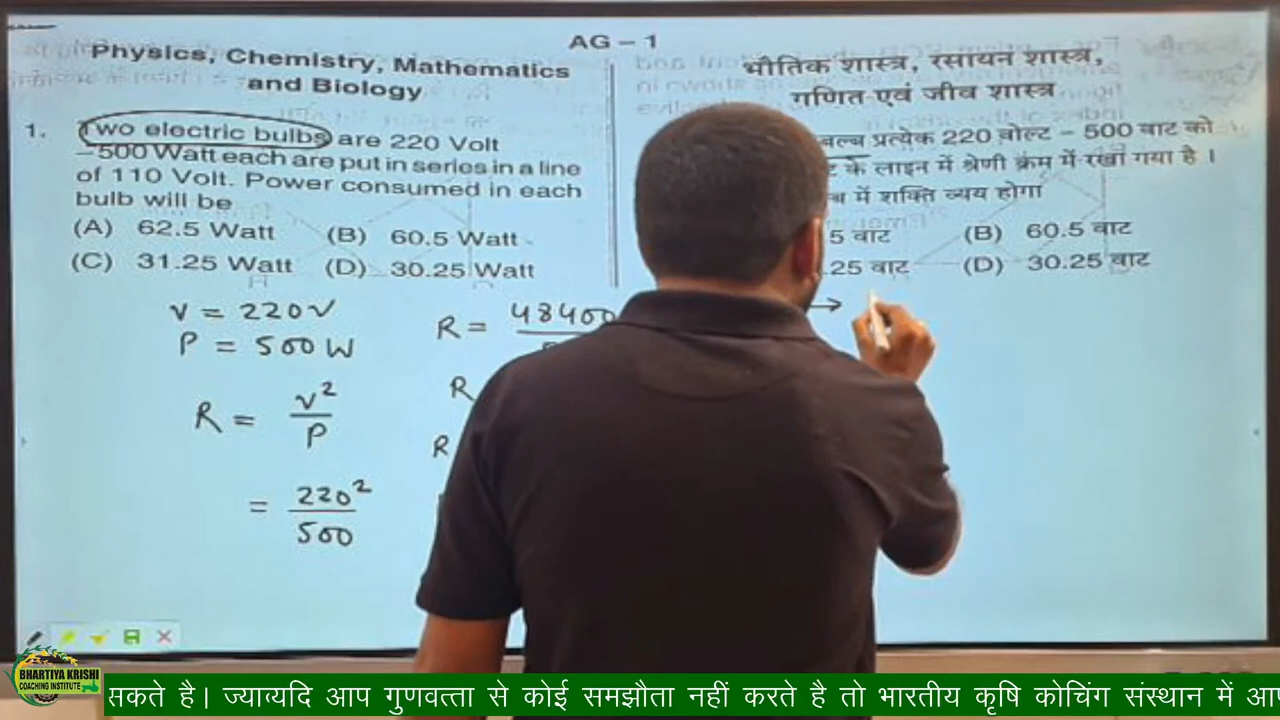 AG – 1
Physics, Chemistry, Mathematics
and Biology
1. Two electric bulbs are 220 Volt
–500 Watt each are put in series in a line
of 110 Volt. Power consumed in each
bulb will be
(A) 62.5 Watt (B) 60.5 Watt
(C) 31.25 Watt (D) 30.25 Watt
भौतिक शास्त्र, रसायन शास्त्र,
गणित एवं जीव शास्त्र
बल्ब प्रत्येक 220 वोल्ट – 500 वाट को
के लाइन में श्रेणी क्रम में रखा गया है ।
में शक्ति व्यय होगा
5 वाट (B) 60.5 वाट
.25 वाट (D) 30.25 वाट
V = 220V
P = 500 W
R = V²/P
= 220²/500
R = 48400
R
R
BHARTIYA KRISHI
COACHING INSTITUTE
सकते है। ज्याय्यदि आप गुणवत्ता से कोई समझौता नहीं करते है तो भारतीय कृषि कोचिंग संस्थान में आ